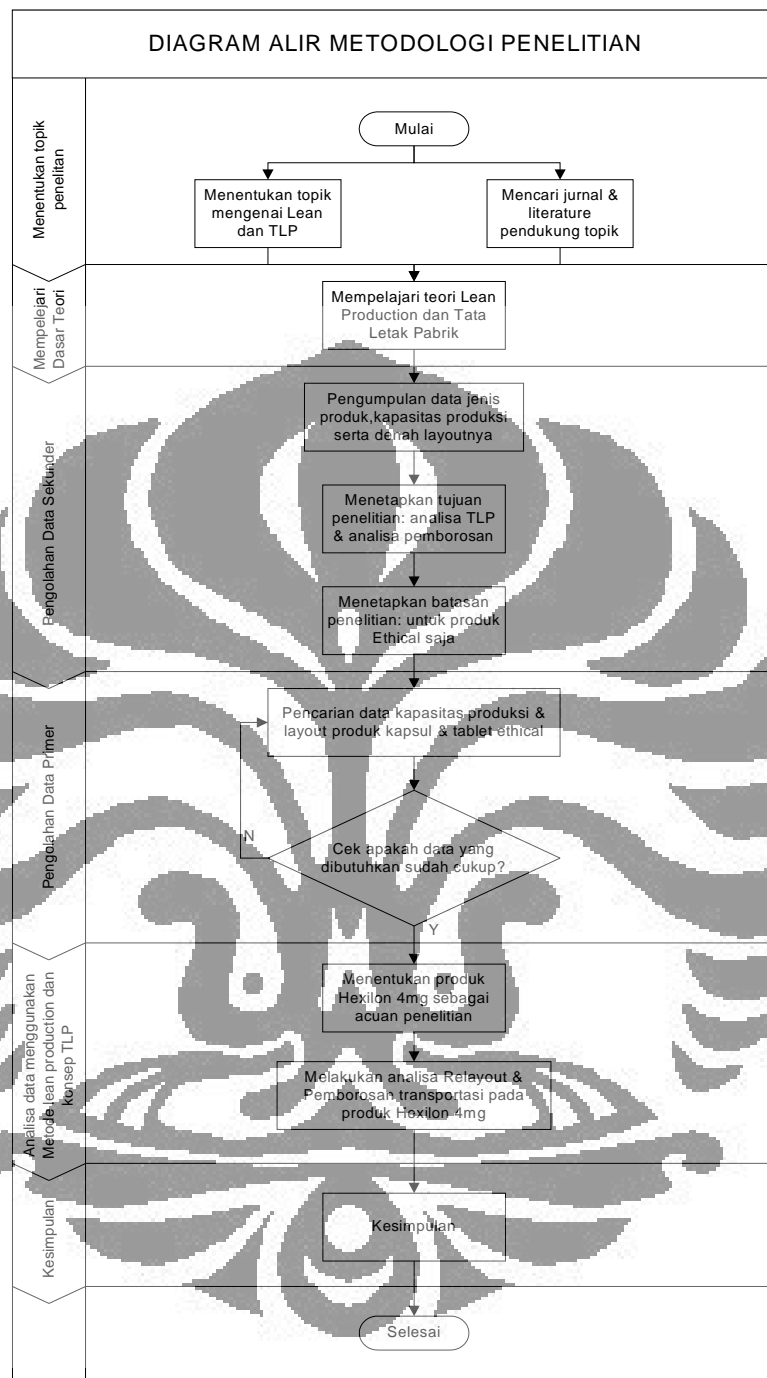 DIAGRAM ALIR METODOLOGI PENELITIAN
Menentukan topik
penelitan
Mulai
Menentukan topik
mengenai Lean
dan TLP
Mencari jurnal &
literature
pendukung topik
Mempelejari
Dasar Teori
Mempelajari teori Lean
Production dan Tata
Letak Pabrik
Pengolahan Data Sekunder
Pengumpulan data jenis
produk,kapasitas produksi
serta denah layoutnya
Menetapkan tujuan
penelitian: analisa TLP
& analisa pemborosan
Menetapkan batasan
penelitian: untuk produk
Ethical saja
Pengolahan Data Primer
Pencarian data kapasitas produksi &
layout produk kapsul & tablet ethical
N
Cek apakah data yang
dibutuhkan sudah cukup?
Y
Analisa data menggunakan
Metode lean production dan
konsep TLP
Menentukan produk
Hexilon 4mg sebagai
acuan penelitian
Melakukan analisa Relayout &
Pemborosan transportasi pada
produk Hexilon 4mg
Kesimpulan
Kesimpulan
Selesai